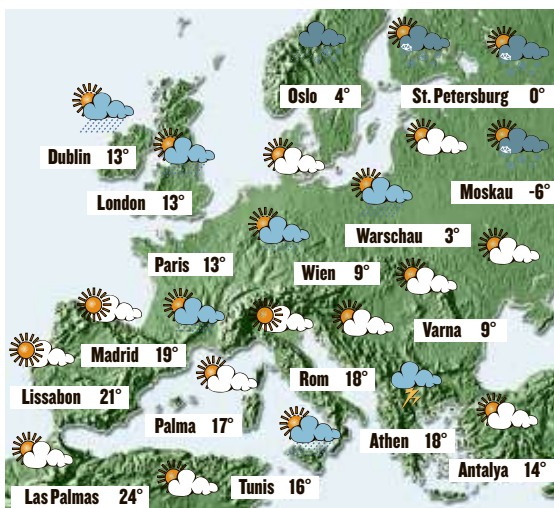 Oslo 4°
St. Petersburg 0°
Dublin 13°
Moskau -6°
London 13°
Warschau 3°
Paris 13°
Wien 9°
Varna 9°
Madrid 19°
Rom 18°
Lissabon 21°
Palma 17°
Athen 18°
Antalya 14°
Tunis 16°
Las Palmas 24°